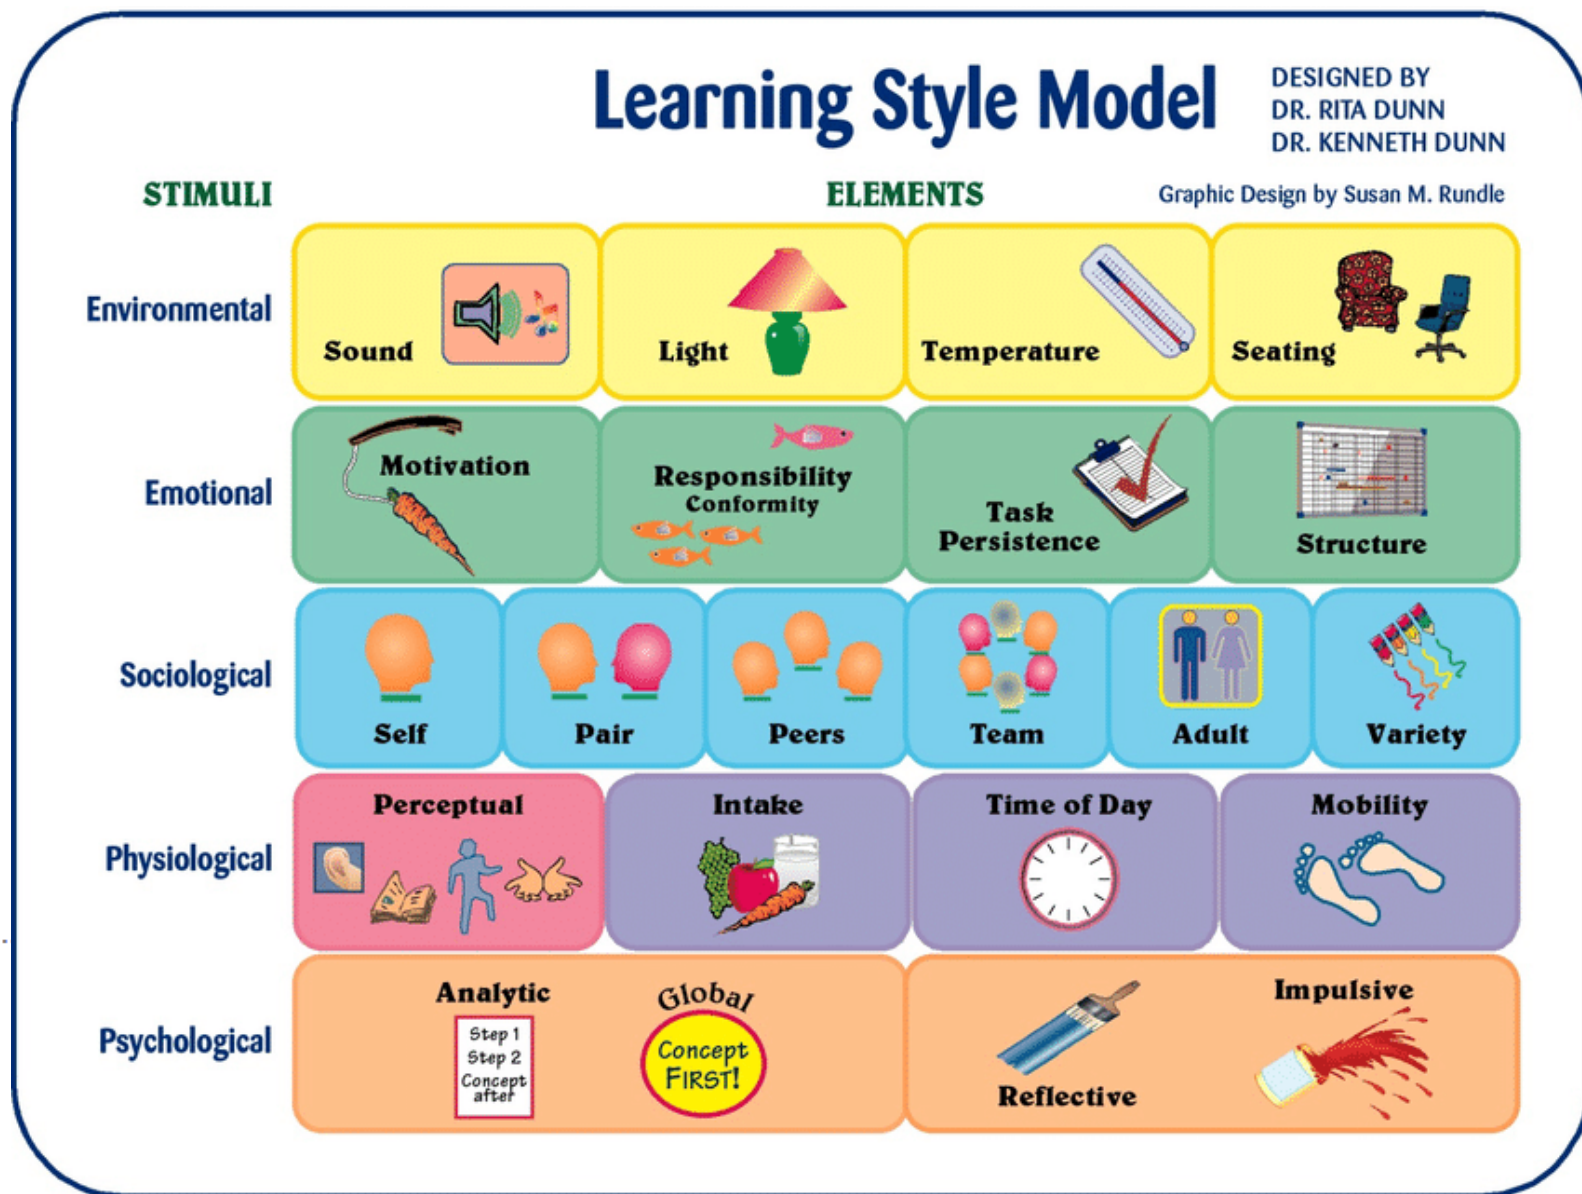 Learning Style Model
DESIGNED BY
DR. RITA DUNN
DR. KENNETH DUNN
STIMULI
ELEMENTS
Graphic Design by Susan M. Rundle
Environmental
Sound
Light
Temperature
Seating
Emotional
Motivation
Responsibility
Conformity
Task
Persistence
Structure
Sociological
Self
Pair
Peers
Team
Adult
Variety
Physiological
Perceptual
Intake
Time of Day
Mobility
Psychological
Analytic
Step 1
Step 2
Concept
after
Global
Concept
FIRST!
Reflective
Impulsive